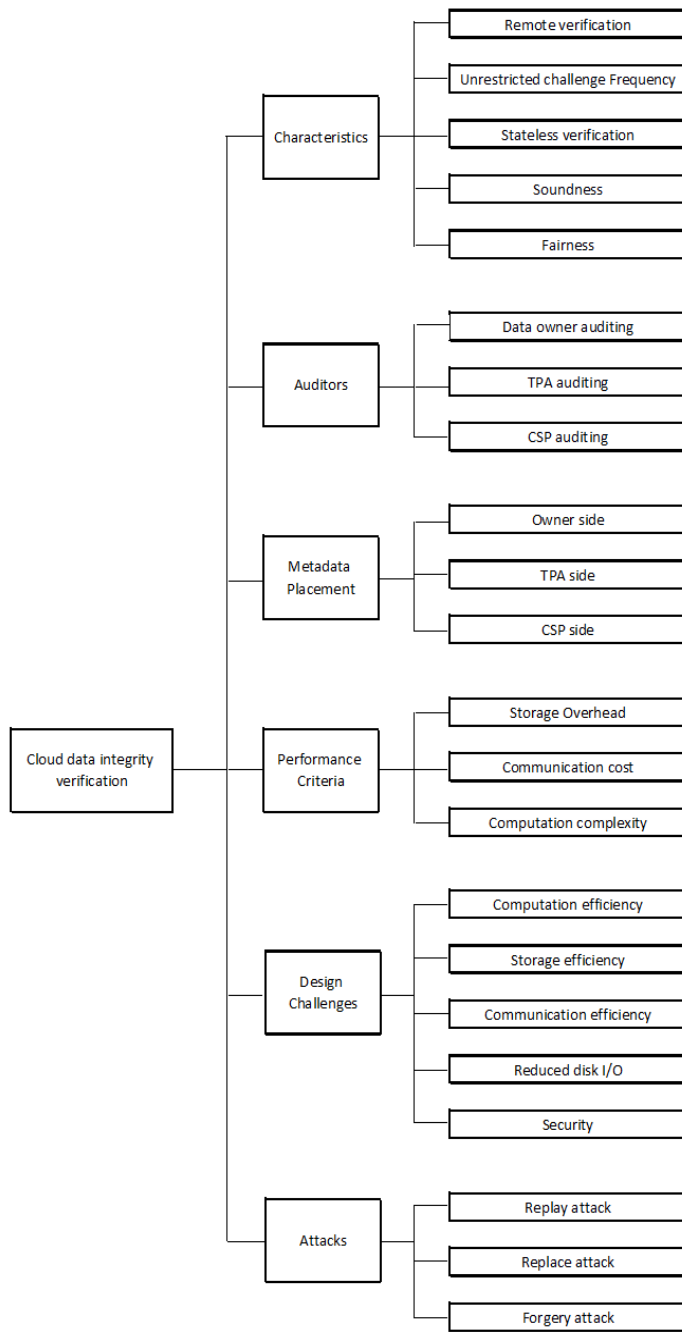 Remote verification
Unrestricted challenge Frequency
Characteristics
Stateless verification
Soundness
Fairness
Data owner auditing
Auditors
TPA auditing
CSP auditing
Owner side
Metadata
Placement
TPA side
CSP side
Storage Overhead
Cloud data integrity
verification
Performance
Criteria
Communication cost
Computation complexity
Computation efficiency
Storage efficiency
Design
Challenges
Communication efficiency
Reduced disk I/O
Security
Replay attack
Attacks
Replace attack
Forgery attack